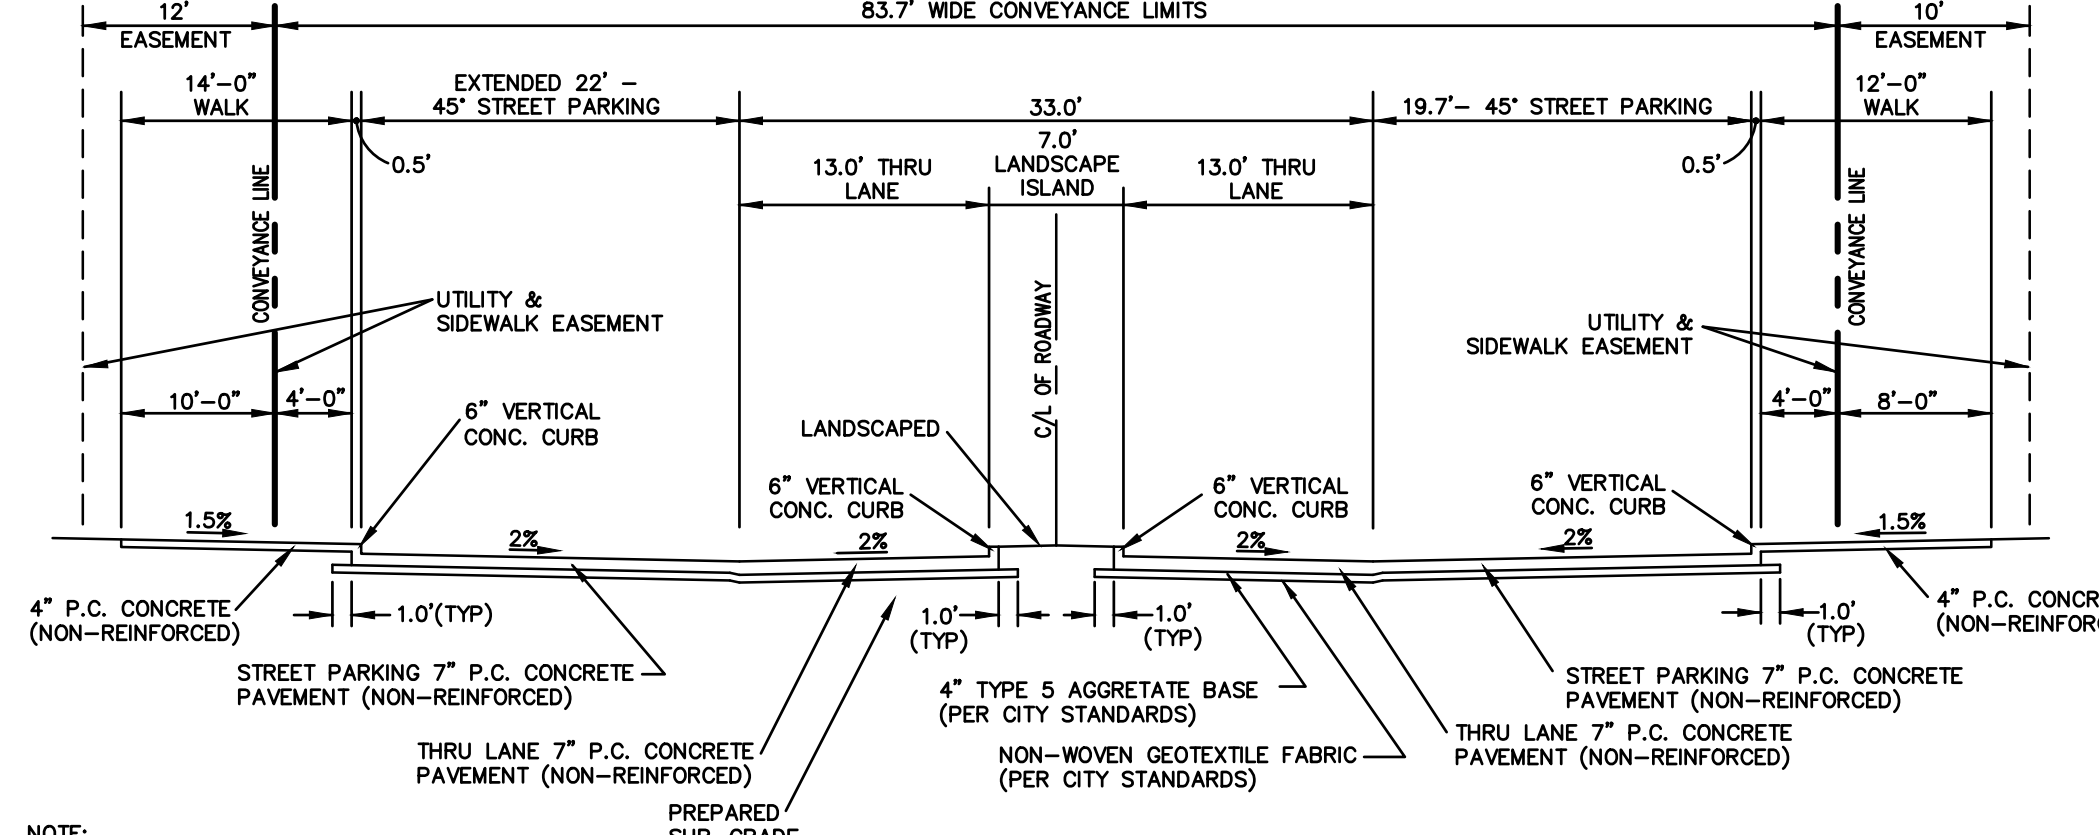 12'
83.7' WIDE CONVEYANCE LIMITS
10'
EASEMENT
EASEMENT
14'-0"
WALK
EXTENDED 22' -
45° STREET PARKING
33.0'
19.7'- 45° STREET PARKING
12'-0"
WALK
0.5'
13.0' THRU
LANE
7.0'
LANDSCAPE
ISLAND
13.0' THRU
LANE
0.5'
CONVEYANCE LINE
CONVEYANCE LINE
C/L OF ROADWAY
UTILITY &
SIDEWALK EASEMENT
UTILITY &
SIDEWALK EASEMENT
10'-0"
4'-0"
4'-0"
8'-0"
6" VERTICAL
CONC. CURB
LANDSCAPED
6" VERTICAL
CONC. CURB
6" VERTICAL
CONC. CURB
6" VERTICAL
CONC. CURB
1.5%
2%
2%
2%
2%
1.5%
4" P.C. CONCRETE
(NON-REINFORCED)
1.0'(TYP)
1.0'
(TYP)
1.0'
(TYP)
1.0'
(TYP)
4" P.C. CONCR
(NON-REINFOR
STREET PARKING 7" P.C. CONCRETE
PAVEMENT (NON-REINFORCED)
4" TYPE 5 AGGRETATE BASE
(PER CITY STANDARDS)
STREET PARKING 7" P.C. CONCRETE
PAVEMENT (NON-REINFORCED)
THRU LANE 7" P.C. CONCRETE
PAVEMENT (NON-REINFORCED)
NON-WOVEN GEOTEXTILE FABRIC
(PER CITY STANDARDS)
THRU LANE 7" P.C. CONCRETE
PAVEMENT (NON-REINFORCED)
PREPARED
SUB-GRADE
NOTE: